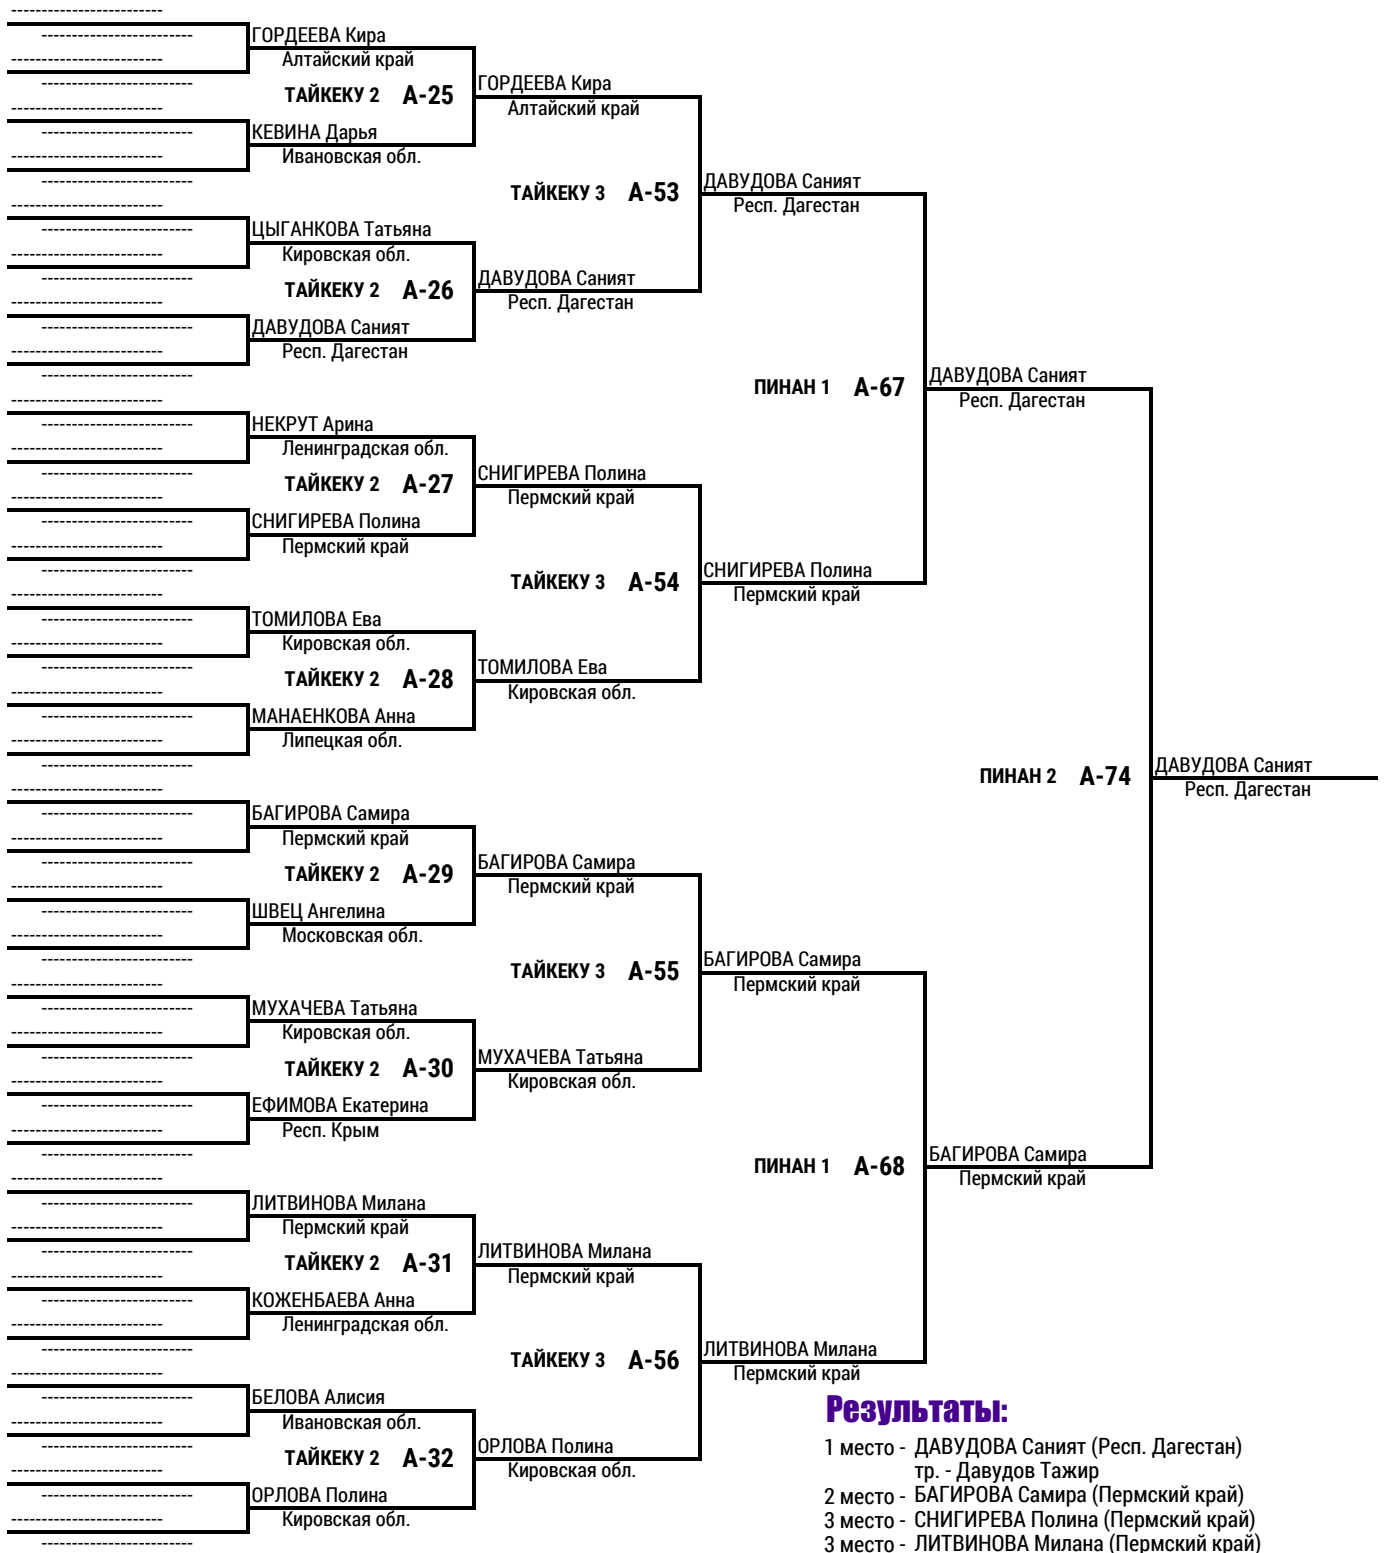 ГОРДЕЕВА Кира
Алтайский край
ТАЙКЕКУ 2 A-25
КЕВИНА Дарья
Ивановская обл.
ЦЫГАНКОВА Татьяна
Кировская обл.
ТАЙКЕКУ 2 A-26
ДАВУДОВА Саният
Респ. Дагестан
НЕКРУТ Арина
Ленинградская обл.
ТАЙКЕКУ 2 A-27
СНИГИРЕВА Полина
Пермский край
ТОМИЛОВА Ева
Кировская обл.
ТАЙКЕКУ 2 A-28
МАНАЕНКОВА Анна
Липецкая обл.
БАГИРОВА Самира
Пермский край
ТАЙКЕКУ 2 A-29
ШВЕЦ Ангелина
Московская обл.
МУХАЧЕВА Татьяна
Кировская обл.
ТАЙКЕКУ 2 A-30
ЕФИМОВА Екатерина
Респ. Крым
ЛИТВИНОВА Милана
Пермский край
ТАЙКЕКУ 2 A-31
КОЖЕНБАЕВА Анна
Ленинградская обл.
БЕЛОВА Алисия
Ивановская обл.
ТАЙКЕКУ 2 A-32
ОРЛОВА Полина
Кировская обл.
ГОРДЕЕВА Кира
Алтайский край
ТАЙКЕКУ 3 A-53
ДАВУДОВА Саният
Респ. Дагестан
СНИГИРЕВА Полина
Пермский край
ТАЙКЕКУ 3 A-54
ТОМИЛОВА Ева
Кировская обл.
БАГИРОВА Самира
Пермский край
ТАЙКЕКУ 3 A-55
МУХАЧЕВА Татьяна
Кировская обл.
ЛИТВИНОВА Милана
Пермский край
ТАЙКЕКУ 3 A-56
ОРЛОВА Полина
Кировская обл.
ДАВУДОВА Саният
Респ. Дагестан
ПИНАН 1 A-67
СНИГИРЕВА Полина
Пермский край
БАГИРОВА Самира
Пермский край
ПИНАН 1 A-68
ЛИТВИНОВА Милана
Пермский край
ДАВУДОВА Саният
Респ. Дагестан
ПИНАН 2 A-74
БАГИРОВА Самира
Пермский край
ДАВУДОВА Саният
Респ. Дагестан
Результаты:
1 место - ДАВУДОВА Саният (Респ. Дагестан)
тр. - Давудов Тажир
2 место - БАГИРОВА Самира (Пермский край)
3 место - СНИГИРЕВА Полина (Пермский край)
3 место - ЛИТВИНОВА Милана (Пермский край)